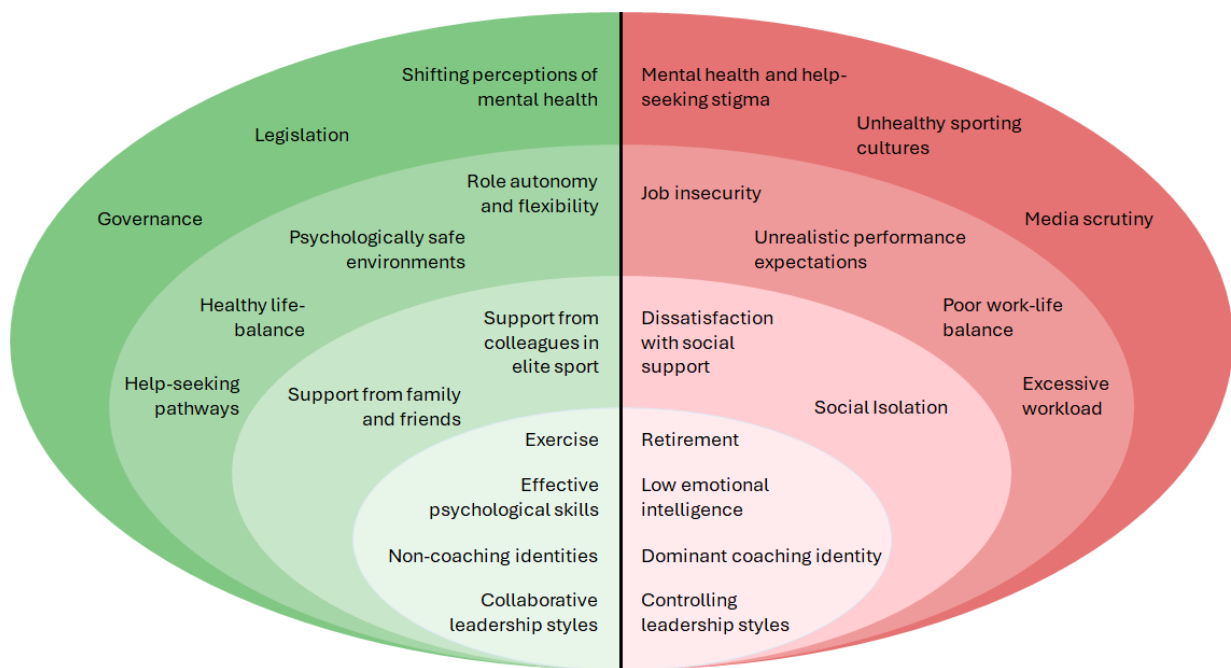 Shifting perceptions of
mental health
Legislation
Governance
Role autonomy
and flexibility
Psychologically safe
environments
Healthy life-
balance
Help-seeking
pathways
Support from
colleagues in
elite sport
Support from family
and friends
Exercise
Effective
psychological skills
Non-coaching identities
Collaborative
leadership styles
Mental health and help-
seeking stigma
Unhealthy sporting
cultures
Media scrutiny
Job insecurity
Unrealistic performance
expectations
Poor work-life
balance
Excessive
workload
Dissatisfaction
with social
support
Social Isolation
Retirement
Low emotional
intelligence
Dominant coaching identity
Controlling
leadership styles